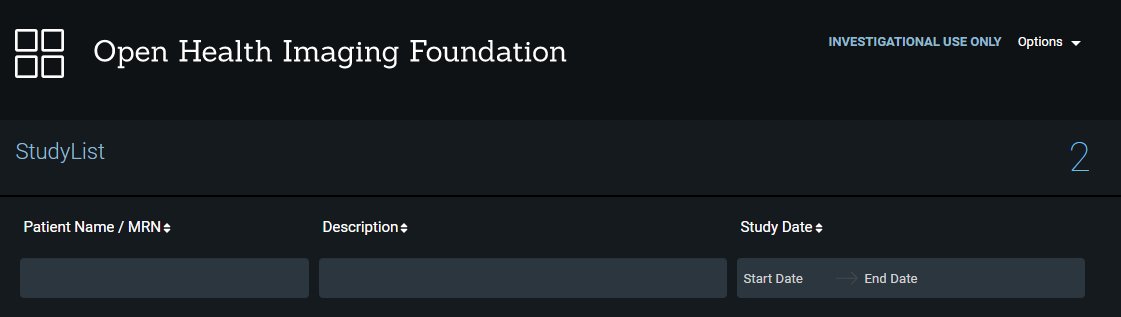 Open Health Imaging Foundation
INVESTIGATIONAL USE ONLY Options
StudyList
2
Patient Name / MRN Description Study Date
Start Date End Date